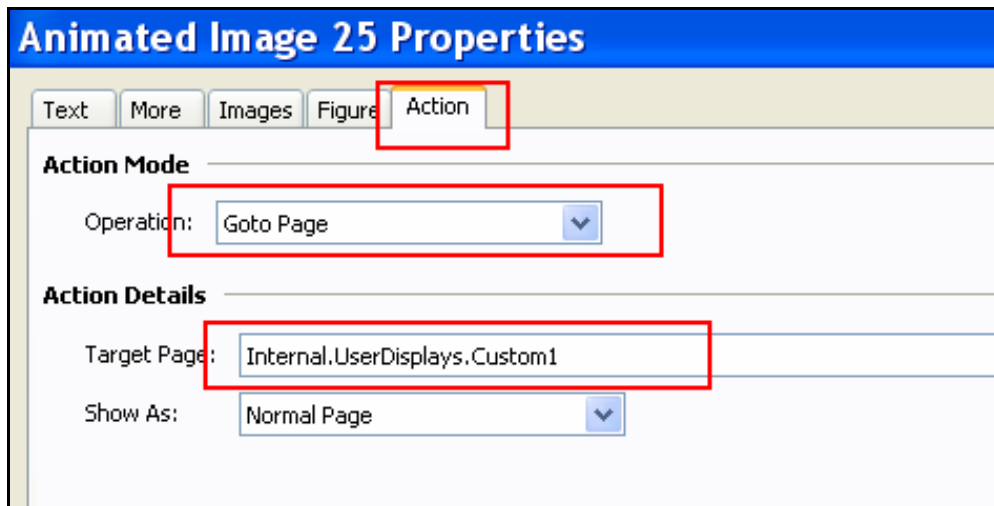 Animated Image 25 Properties
Text More Images Figure Action
Action Mode
Operation: Goto Page
Action Details
Target Page: Internal.UserDisplays.Custom1
Show As: Normal Page